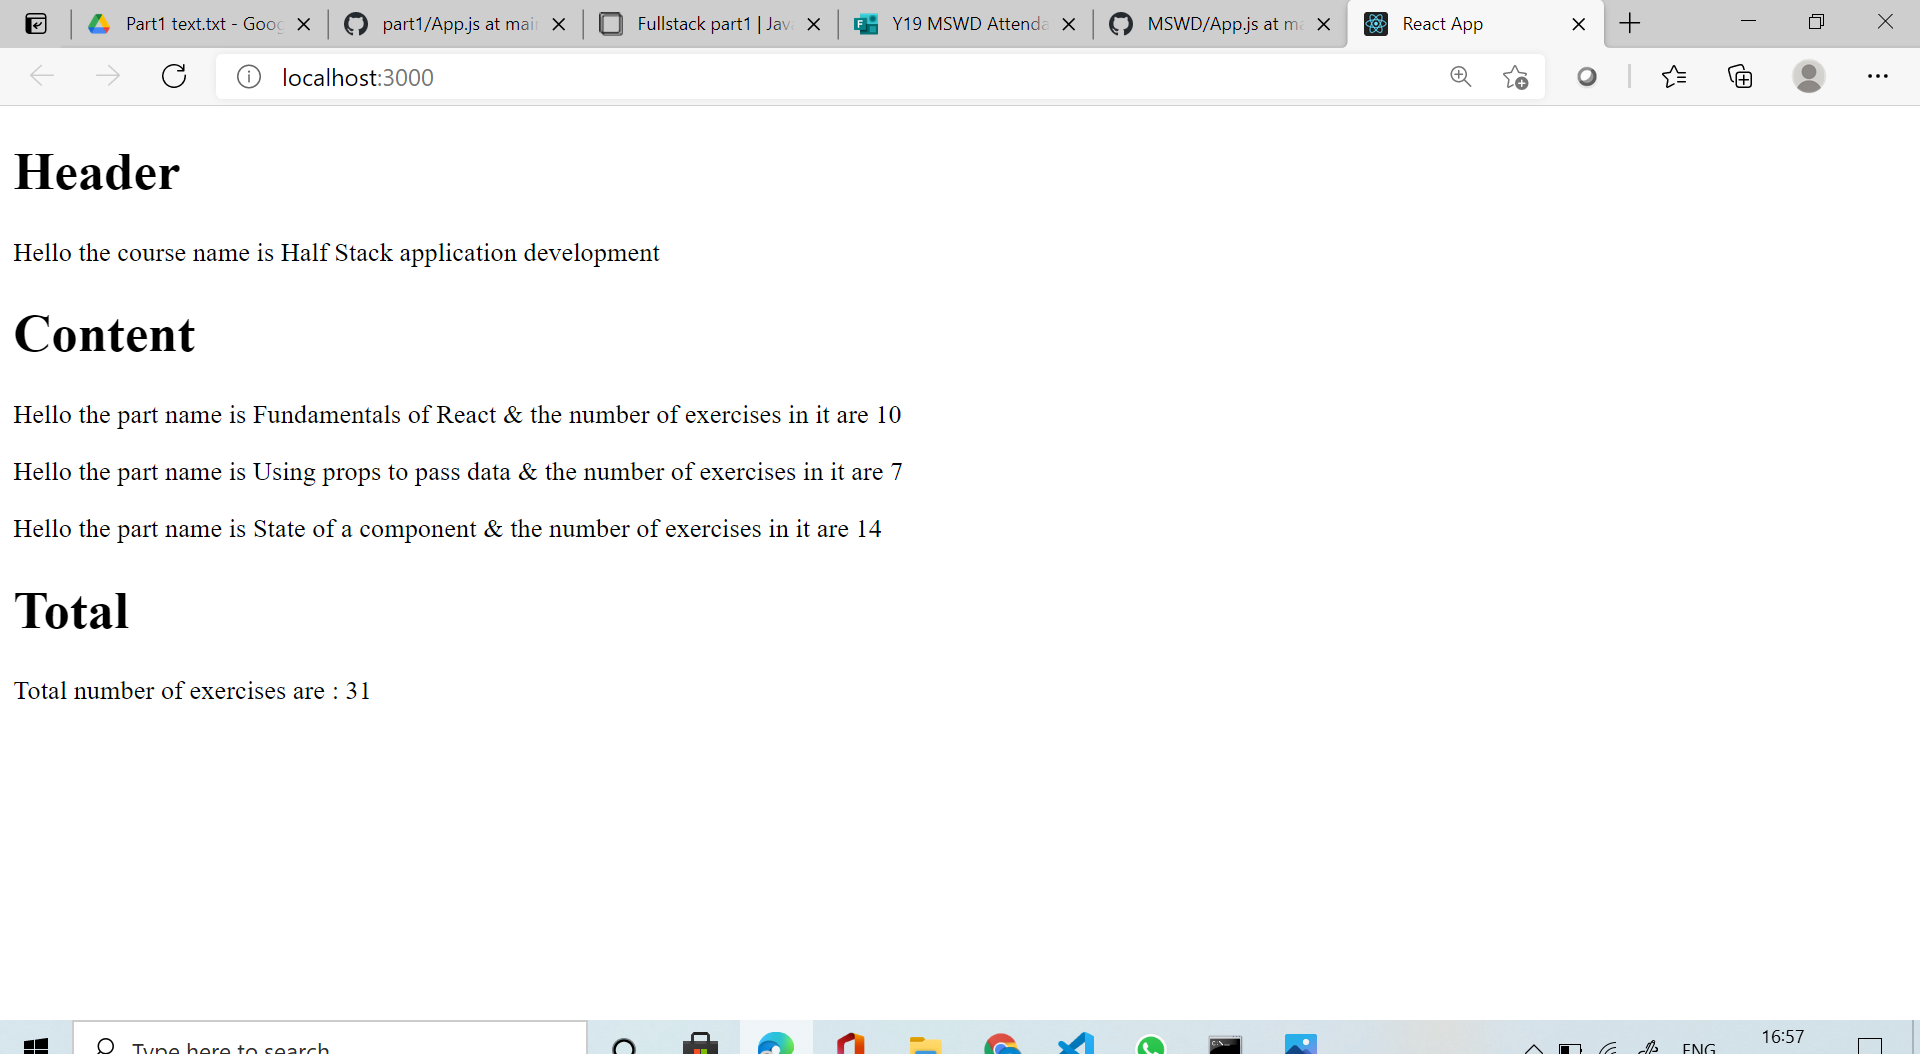 Part1 text.txt - Goog
part1/App.js at mai
Fullstack part1 | Jav
Y19 MSWD Attenda
MSWD/App.js at ma
React App
localhost:3000
Header
Hello the course name is Half Stack application development
Content
Hello the part name is Fundamentals of React & the number of exercises in it are 10
Hello the part name is Using props to pass data & the number of exercises in it are 7
Hello the part name is State of a component & the number of exercises in it are 14
Total
Total number of exercises are : 31
Type here to search
ENG
16:57